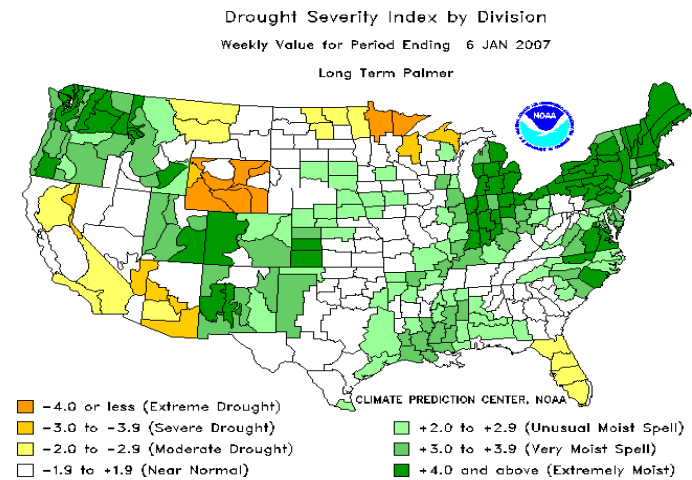 Drought Severity Index by Division
Weekly Value for Period Ending 6 JAN 2007
Long Term Palmer
NOAA
CLIMATE PREDICTION CENTER, NOAA
-4.0 or less (Extreme Drought)
-3.0 to -3.9 (Severe Drought)
-2.0 to -2.9 (Moderate Drought)
-1.9 to +1.9 (Near Normal)
+2.0 to +2.9 (Unusual Moist Spell)
+3.0 to +3.9 (Very Moist Spell)
+4.0 and above (Extremely Moist)